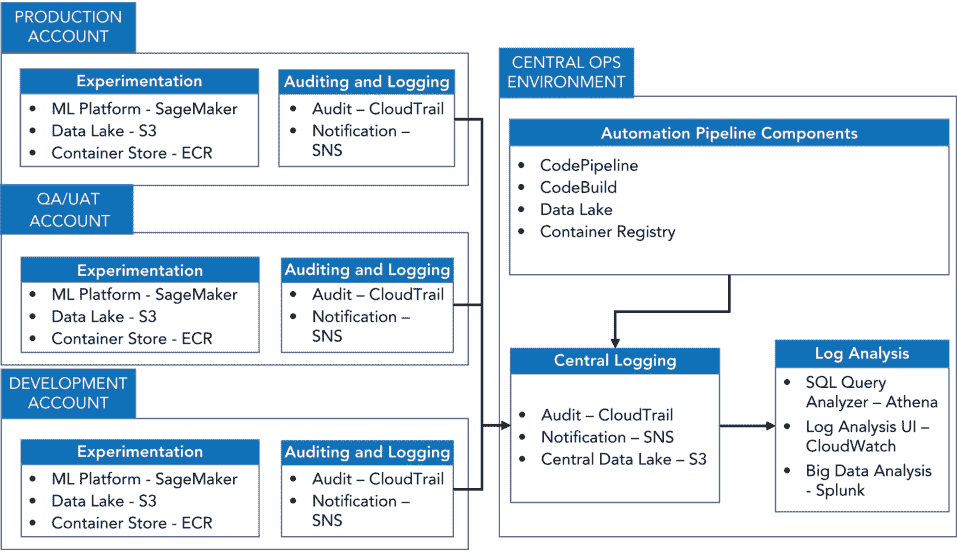 PRODUCTION
ACCOUNT
Experimentation
• ML Platform - SageMaker
• Data Lake - S3
• Container Store - ECR
Auditing and Logging
• Audit – CloudTrail
• Notification –
SNS
QA/UAT
ACCOUNT
Experimentation
• ML Platform - SageMaker
• Data Lake - S3
• Container Store - ECR
Auditing and Logging
• Audit – CloudTrail
• Notification –
SNS
DEVELOPMENT
ACCOUNT
Experimentation
• ML Platform - SageMaker
• Data Lake - S3
• Container Store - ECR
Auditing and Logging
• Audit – CloudTrail
• Notification –
SNS
CENTRAL OPS
ENVIRONMENT
Automation Pipeline Components
• CodePipeline
• CodeBuild
• Data Lake
• Container Registry
Central Logging
• Audit – CloudTrail
• Notification – SNS
• Central Data Lake – S3
Log Analysis
• SQL Query
Analyzer – Athena
• Log Analysis UI –
CloudWatch
• Big Data Analysis
- Splunk